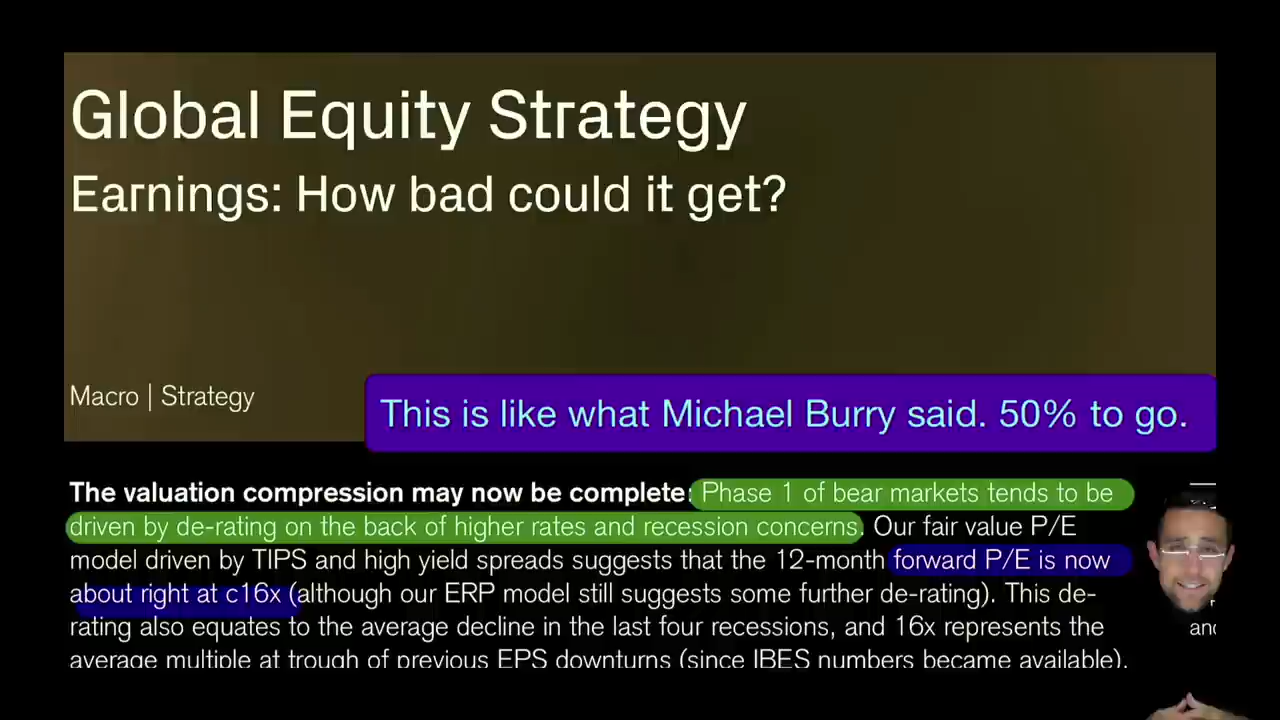 Global Equity Strategy
Earnings: How bad could it get?
Macro | Strategy
This is like what Michael Burry said. 50% to go.
The valuation compression may now be complete: Phase 1 of bear markets tends to be
driven by de-rating on the back of higher rates and recession concerns. Our fair value P/E
model driven by TIPS and high yield spreads suggests that the 12-month forward P/E is now
about right at c16x (although our ERP model still suggests some further de-rating). This de-
rating also equates to the average decline in the last four recessions, and 16x represents the
and
average multiple at trough of previous EPS downturns (since IBES numbers became available).